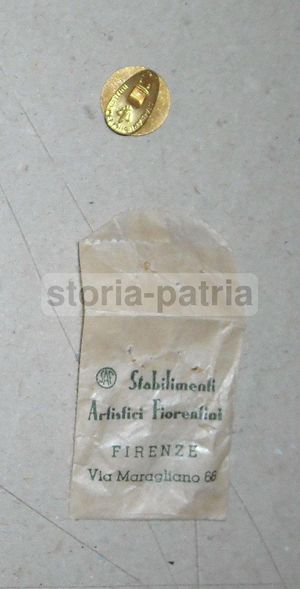 storia-patria
SAF Stabilimenti
Artistici Fiorentini
FIRENZE
Via Maragliano 66